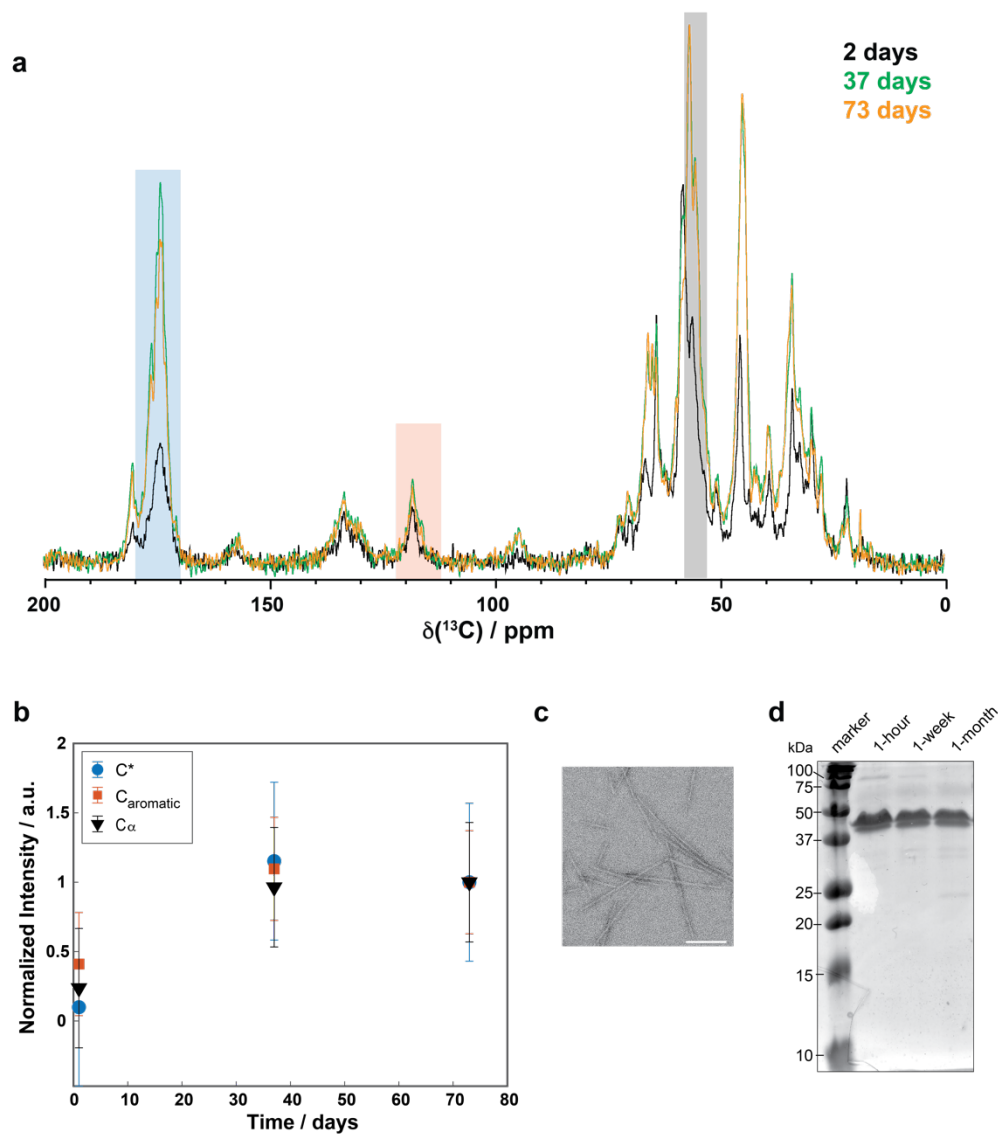 a
2 days
37 days
73 days
200
150
100
50
0
δ(¹³C) / ppm
b
2
1.5
1
0.5
0
Normalized Intensity / a.u.
C*
C aromatic
Cα
0
10
20
30
40
50
60
70
80
Time / days
c
d
marker
1-hour
1-week
1-month
kDa
100
75
50
37
25
20
15
10